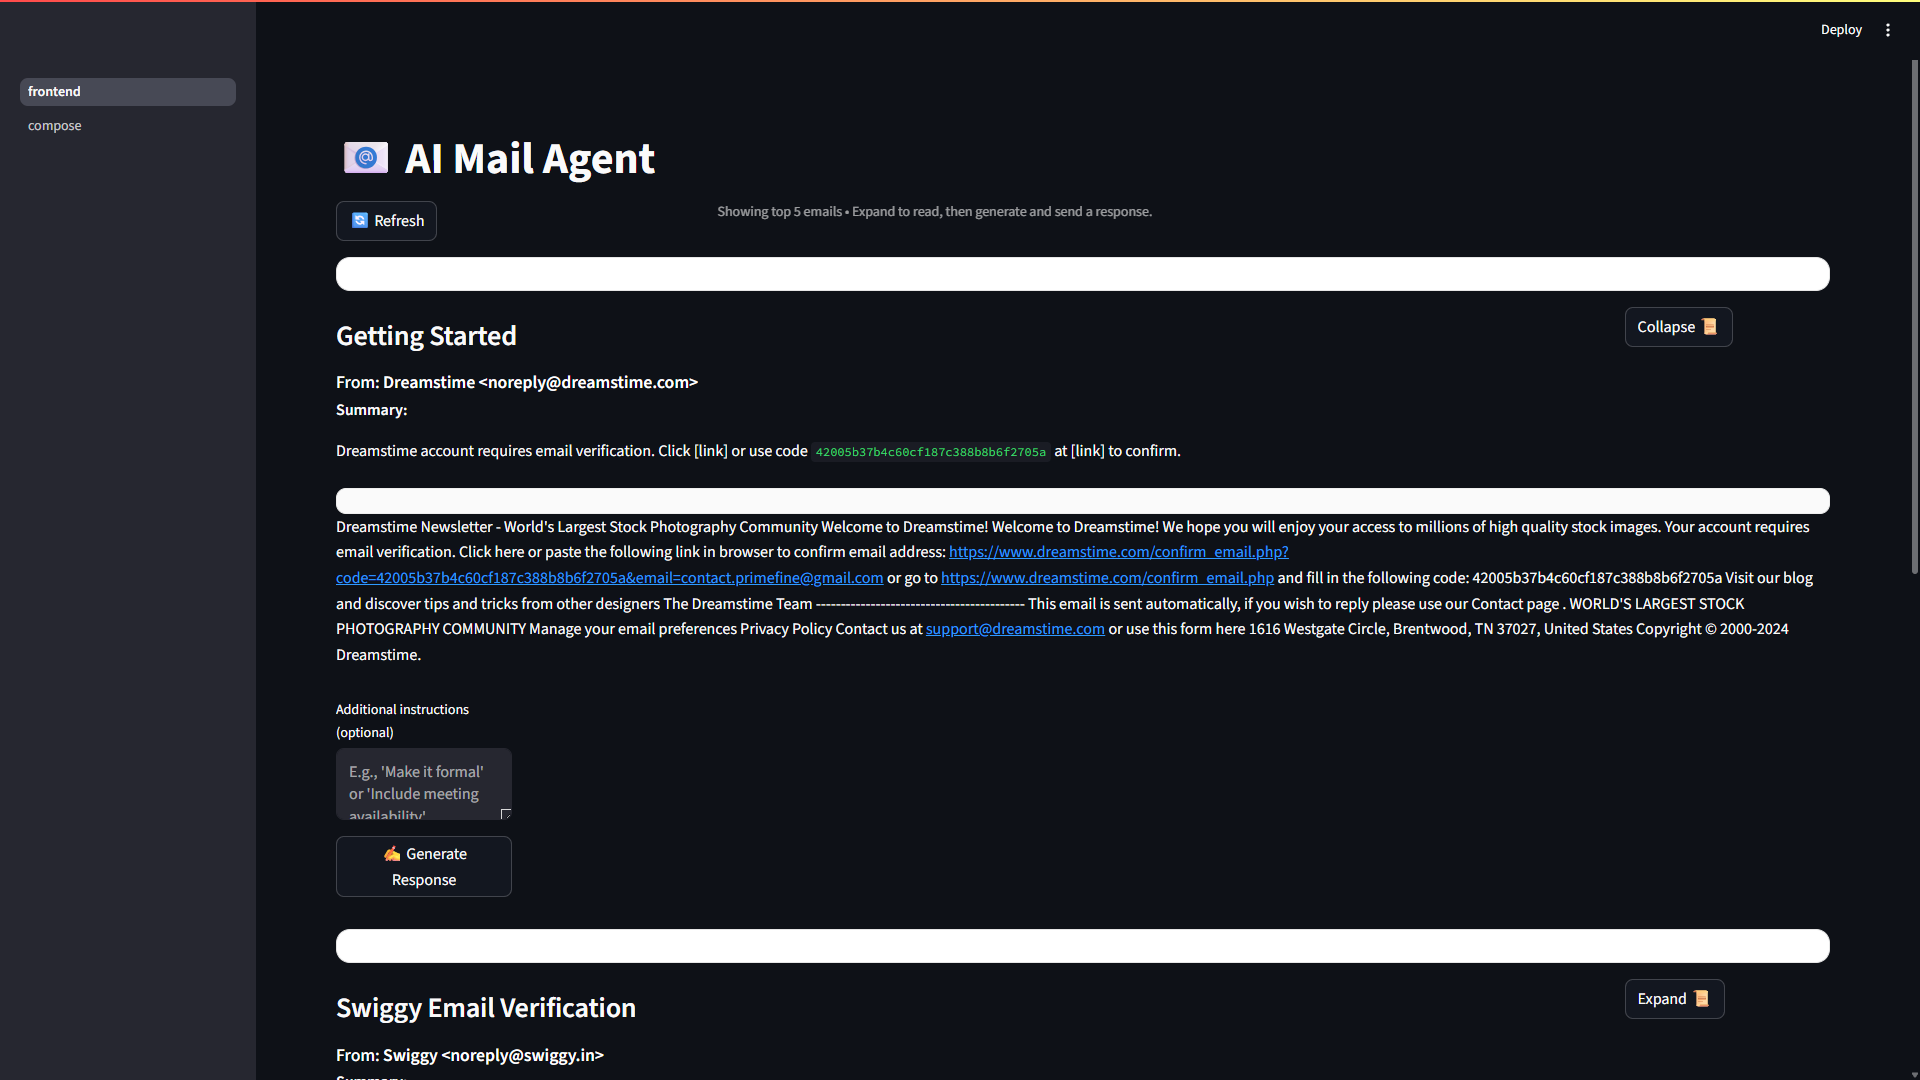 Deploy
frontend
compose
AI Mail Agent
Refresh
Showing top 5 emails • Expand to read, then generate and send a response.
Getting Started
Collapse
From: Dreamstime <noreply@dreamstime.com>
Summary:
Dreamstime account requires email verification. Click [link] or use code 42005b37b4c60cf187c388b8b6f2705a at [link] to confirm.
Dreamstime Newsletter - World's Largest Stock Photography Community Welcome to Dreamstime! Welcome to Dreamstime! We hope you will enjoy your access to millions of high quality stock images. Your account requires
email verification. Click here or paste the following link in browser to confirm email address: https://www.dreamstime.com/confirm_email.php?
code=42005b37b4c60cf187c388b8b6f2705a&email=contact.primefine@gmail.com or go to https://www.dreamstime.com/confirm_email.php and fill in the following code: 42005b37b4c60cf187c388b8b6f2705a Visit our blog
and discover tips and tricks from other designers The Dreamstime Team ------------------------------------------ This email is sent automatically, if you wish to reply please use our Contact page . WORLD'S LARGEST STOCK
PHOTOGRAPHY COMMUNITY Manage your email preferences Privacy Policy Contact us at support@dreamstime.com or use this form here 1616 Westgate Circle, Brentwood, TN 37027, United States Copyright © 2000-2024
Dreamstime.
Additional instructions
(optional)
E.g., 'Make it formal'
or 'Include meeting
availability'
Generate
Response
Swiggy Email Verification
Expand
From: Swiggy <noreply@swiggy.in>
Summary: